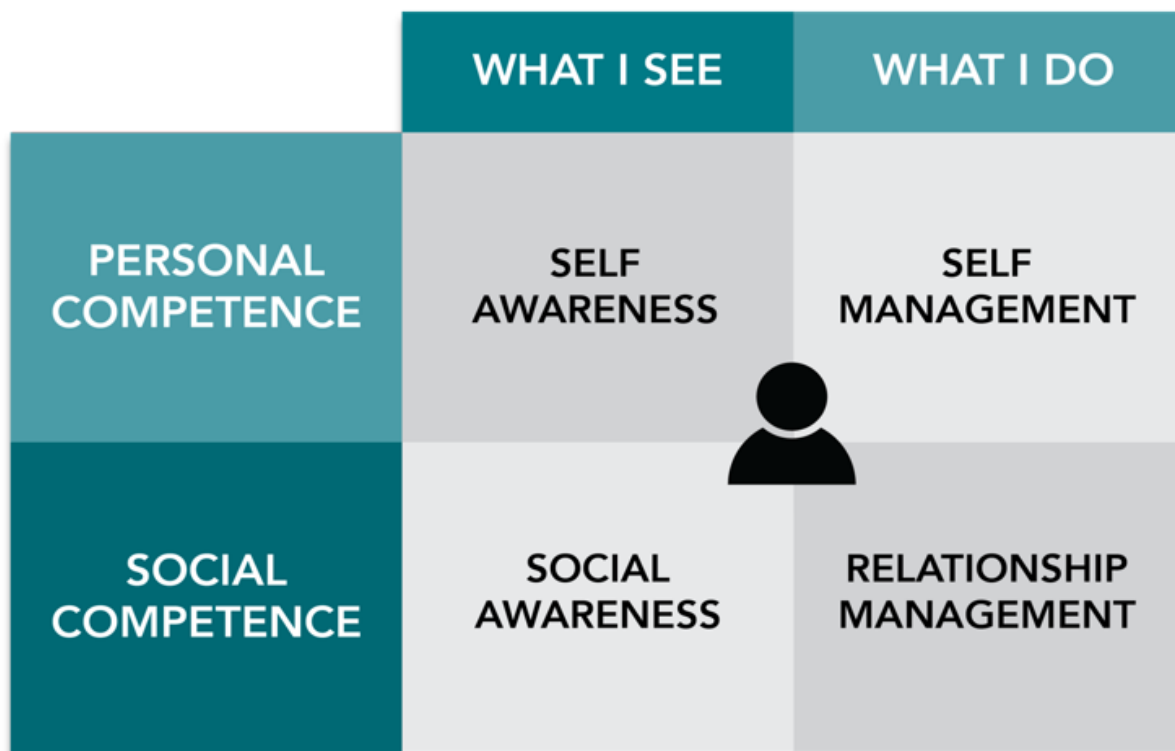 WHAT I SEE
WHAT I DO
PERSONAL
COMPETENCE
SELF
AWARENESS
SELF
MANAGEMENT
SOCIAL
COMPETENCE
SOCIAL
AWARENESS
RELATIONSHIP
MANAGEMENT